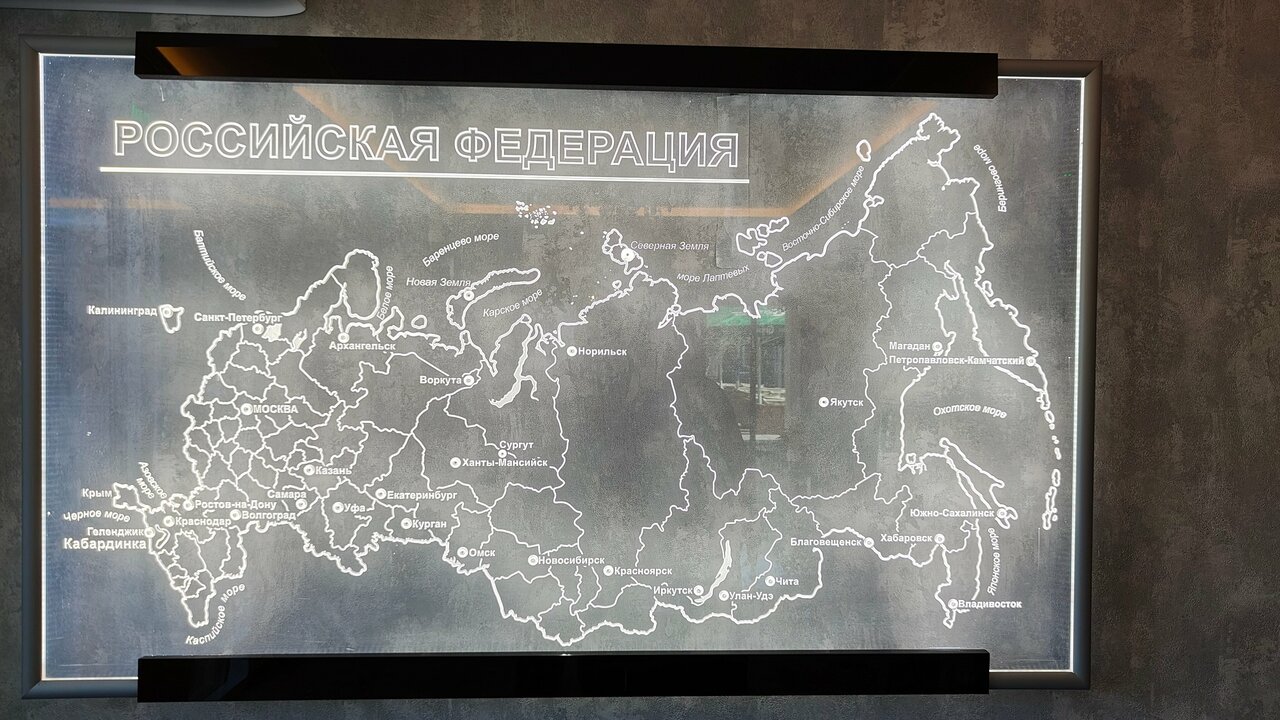 РОССИЙСКАЯ ФЕДЕРАЦИЯ
Берингово море
Восточно-Сибирское море
Балтийское море
Баренцево море
Северная Земля
море Лаптевых
Белое море
Новая Земля
Карское море
Калининград
Санкт-Петербург
Архангельск
Норильск
Магадан
Петропавловск-Камчатский
Воркута
МОСКВА
Якутск
Охотское море
Сургут
Ханты-Мансийск
Казань
Азовское
море
Крым
Самара
Екатеринбург
Ростов-на-Дону
Уфа
Черное море
Краснодар
Волгоград
Курган
Южно-Сахалинск
Геленджик
Кабардинка
Благовещенск
Хабаровск
Японское море
Омск
Новосибирск
Красноярск
Иркутск
Улан-Удэ
Чита
Каспийское море
Владивосток